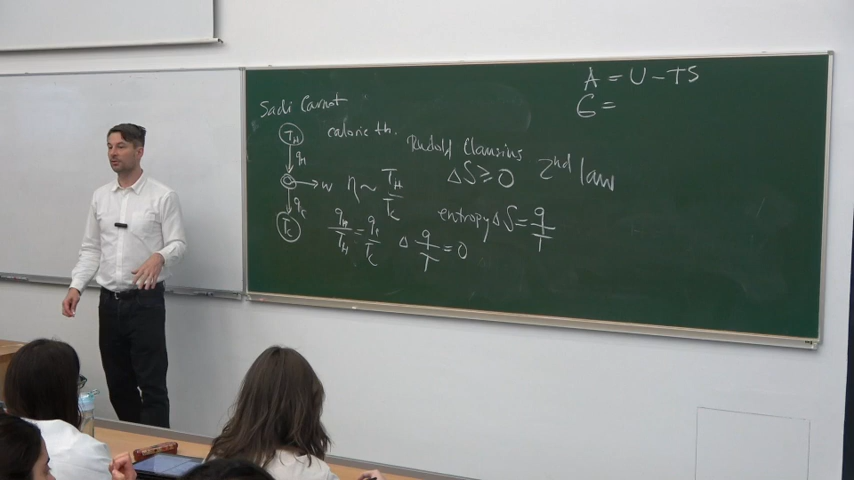 Sadi Carnot
T_H
caloric th.
q_H
w
η ~ T_H / T_C
q_C
T_C
q_H / T_H = q_C / T_C
Δ q / T = 0
Rudolf Clausius
ΔS ≥ 0
2nd law
entropy ΔS = q / T
A = U - TS
G =